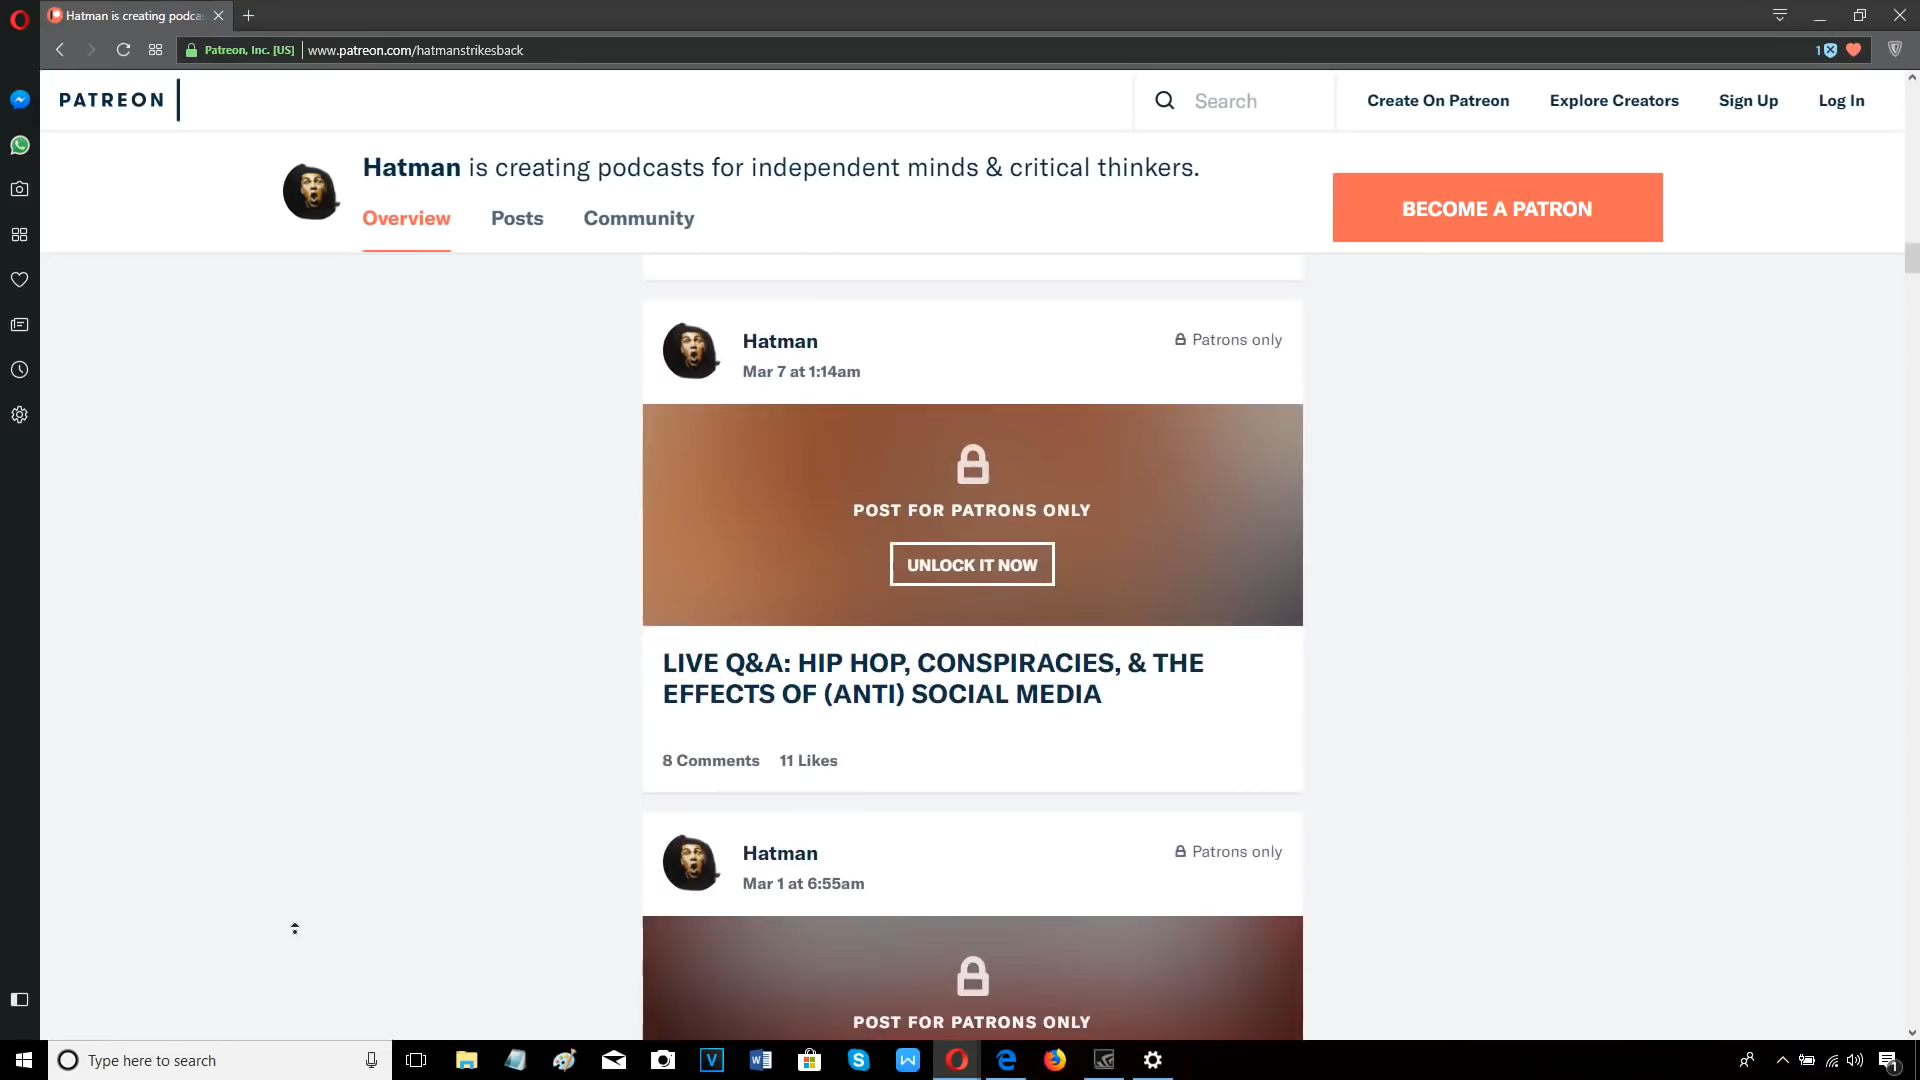 Hatman is creating podca
Patreon, Inc. [US]
www.patreon.com/hatmanstrikesback
1
PATREON
Search
Create On Patreon
Explore Creators
Sign Up
Log In
Hatman is creating podcasts for independent minds & critical thinkers.
Overview
Posts
Community
BECOME A PATRON
Hatman
Patrons only
Mar 7 at 1:14am
POST FOR PATRONS ONLY
UNLOCK IT NOW
LIVE Q&A: HIP HOP, CONSPIRACIES, & THE
EFFECTS OF (ANTI) SOCIAL MEDIA
8 Comments
11 Likes
Hatman
Patrons only
Mar 1 at 6:55am
POST FOR PATRONS ONLY
Type here to search
1